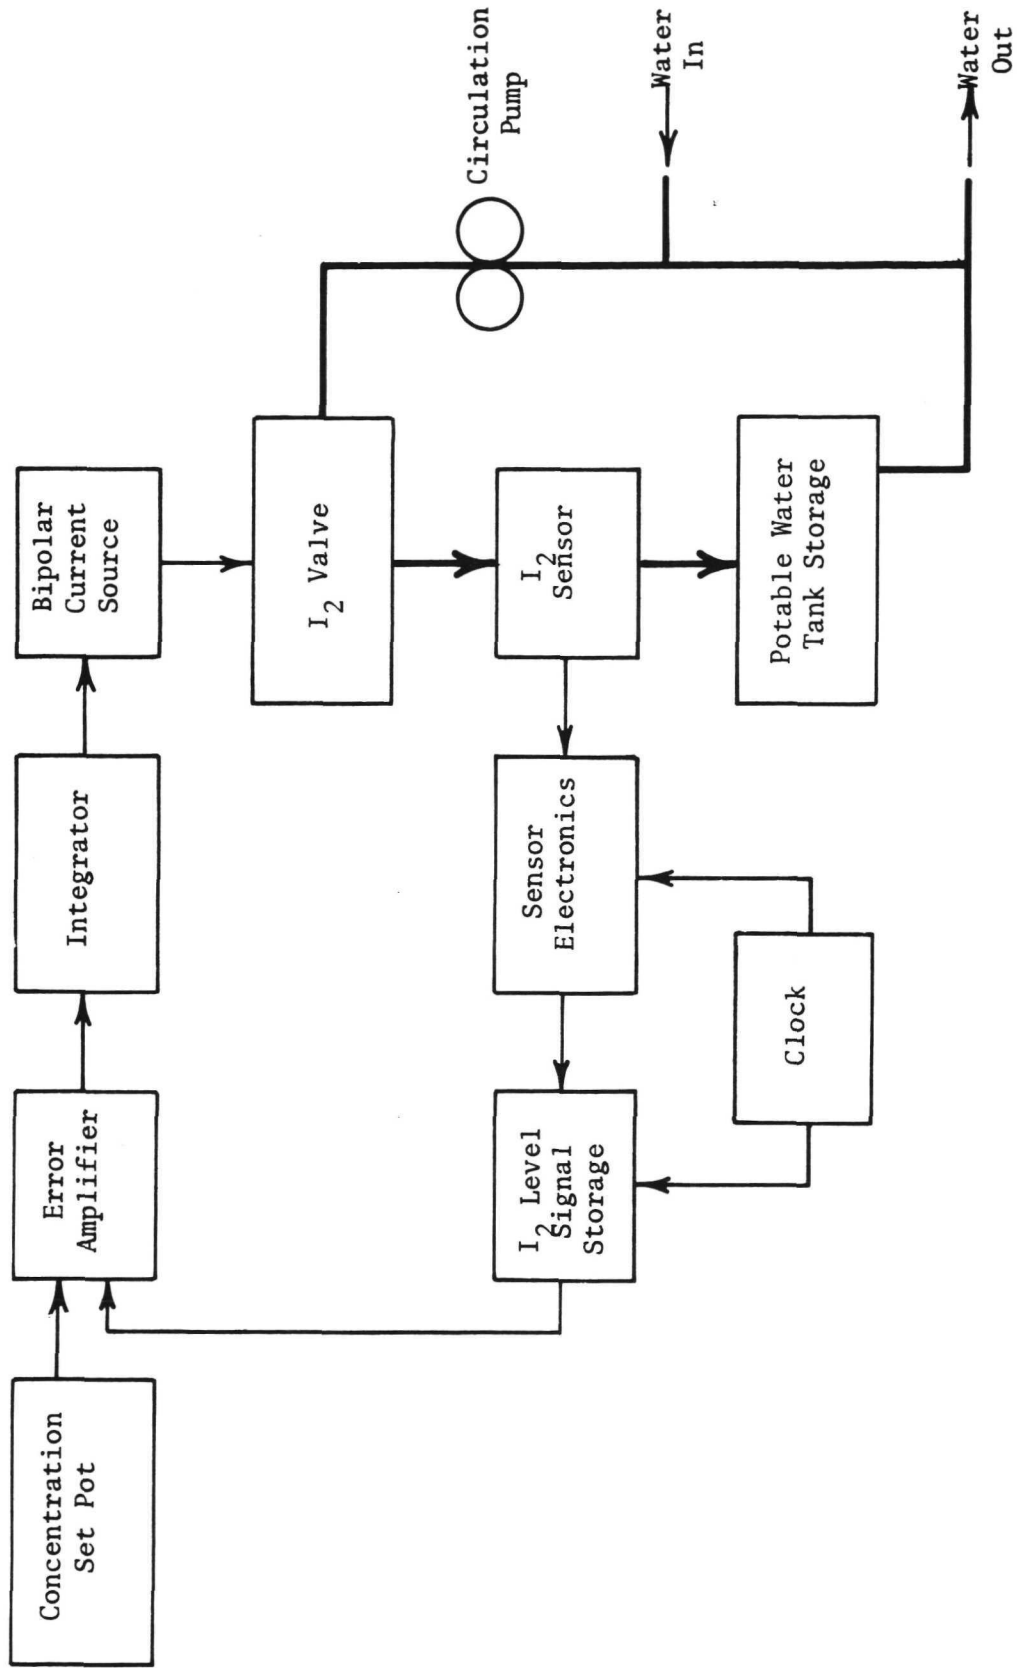 Concentration
Set Pot
Error
Amplifier
Integrator
Bipolar
Current
Source
I2 Valve
Circulation
Pump
Water
In
Water
Out
I2 Level
Signal
Storage
Sensor
Electronics
I2
Sensor
Clock
Potable Water
Tank Storage